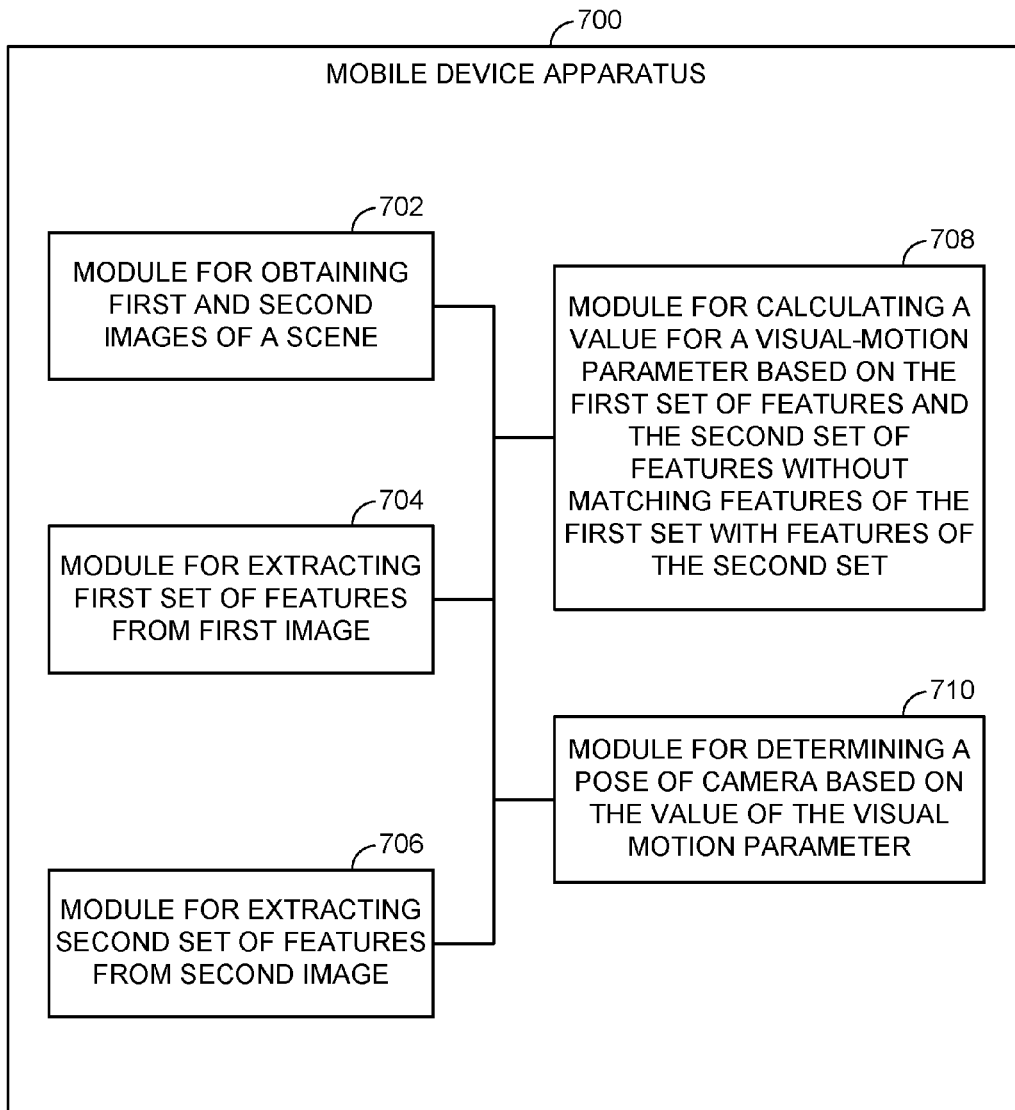 700
MOBILE DEVICE APPARATUS
702
MODULE FOR OBTAINING
FIRST AND SECOND
IMAGES OF A SCENE
704
MODULE FOR EXTRACTING
FIRST SET OF FEATURES
FROM FIRST IMAGE
706
MODULE FOR EXTRACTING
SECOND SET OF FEATURES
FROM SECOND IMAGE
708
MODULE FOR CALCULATING A
VALUE FOR A VISUAL-MOTION
PARAMETER BASED ON THE
FIRST SET OF FEATURES AND
THE SECOND SET OF
FEATURES WITHOUT
MATCHING FEATURES OF THE
FIRST SET WITH FEATURES OF
THE SECOND SET
710
MODULE FOR DETERMINING A
POSE OF CAMERA BASED ON
THE VALUE OF THE VISUAL
MOTION PARAMETER